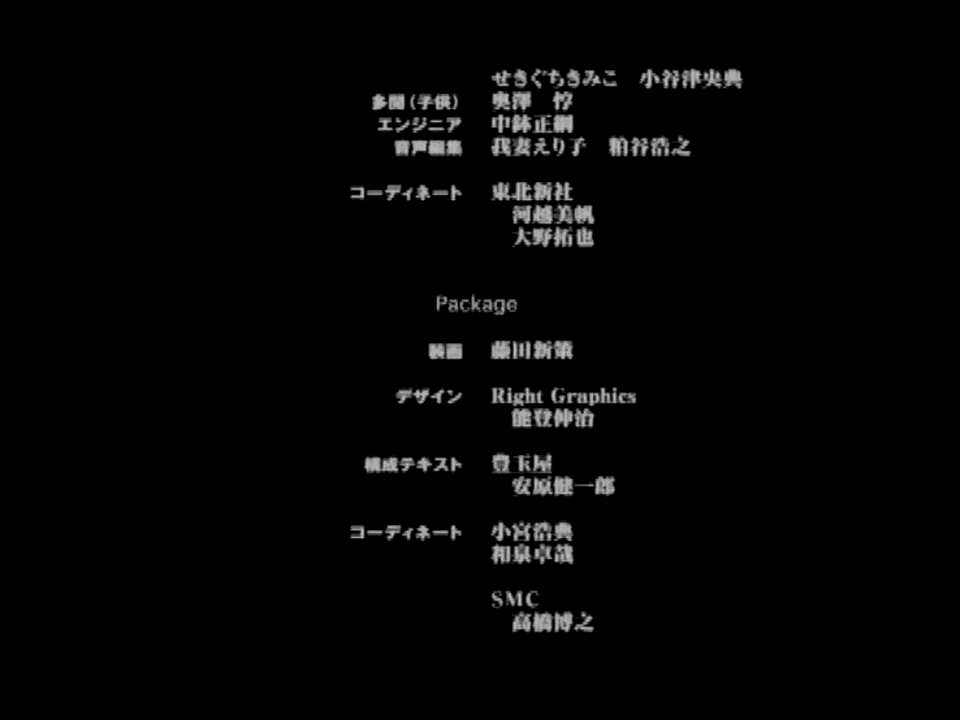 せきぐちきみこ　小谷津央典
多聞（子供）　奥澤　惇
エンジニア　中鉢正綱
音声編集　我妻えり子　粕谷浩之
コーディネート　東北新社
河越美帆
大野拓也
Package
映画　藤田新策
デザイン　Right Graphics
能登伸治
構成テキスト　豊玉屋
安原健一郎
コーディネート　小宮浩典
和泉卓哉
SMC
高橋博之